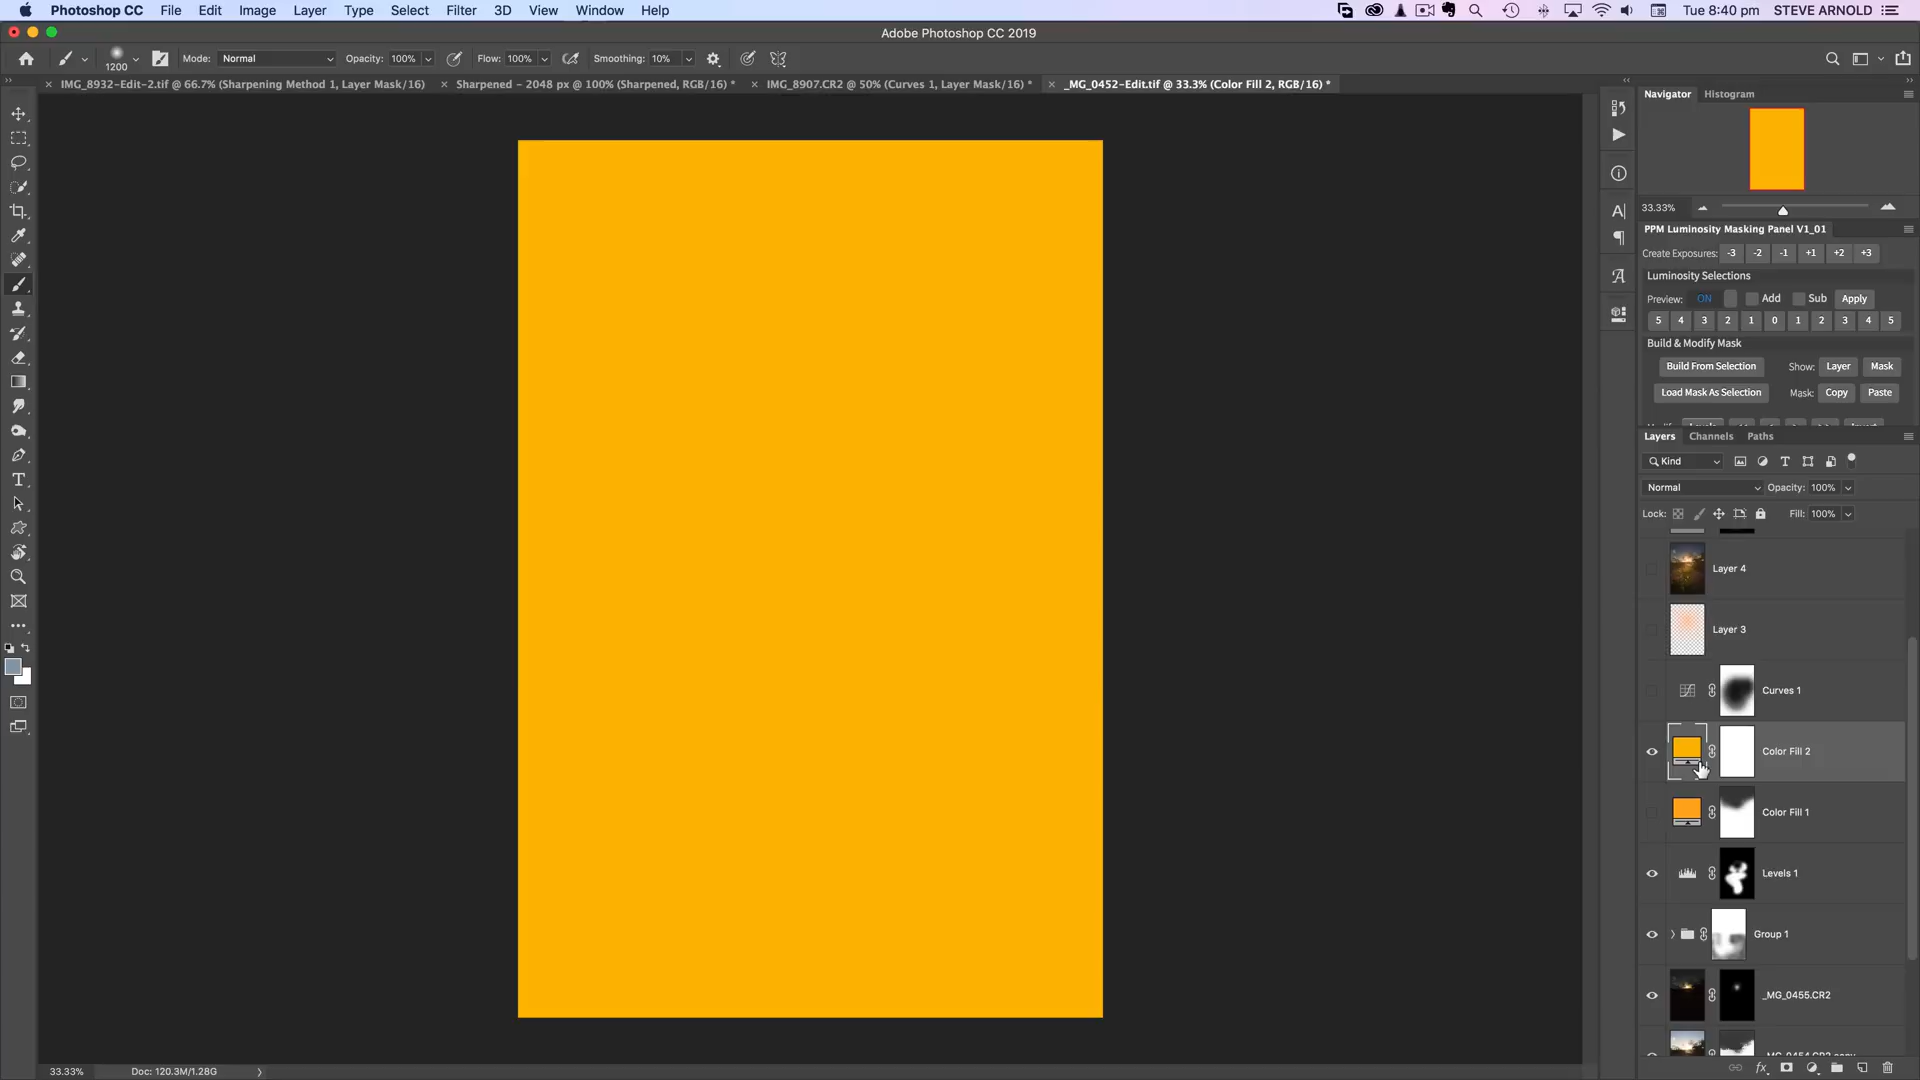 Photoshop CC File Edit Image Layer Type Select Filter 3D View Window Help Tue 8:40 pm STEVE ARNOLD
Adobe Photoshop CC 2019
1200 Mode: Normal Opacity: 100% Flow: 100% Smoothing: 10%
IMG_8932-Edit-2.tif @ 66.7% (Sharpening Method 1, Layer Mask/16) Sharpened - 2048 px @ 100% (Sharpened, RGB/16) * IMG_8907.CR2 @ 50% (Curves 1, Layer Mask/16) * _MG_0452-Edit.tif @ 33.3% (Color Fill 2, RGB/16) *
Navigator Histogram
33.33%
PPM Luminosity Masking Panel V1_01
Create Exposures: -3 -2 -1 +1 +2 +3
Luminosity Selections
Preview: ON Add Sub Apply
5 4 3 2 1 0 1 2 3 4 5
Build & Modify Mask
Build From Selection Show: Layer Mask
Load Mask As Selection Mask: Copy Paste
Layers Channels Paths
Kind
Normal Opacity: 100%
Lock: Fill: 100%
Layer 4
Layer 3
Curves 1
Color Fill 2
Color Fill 1
Levels 1
Group 1
_MG_0455.CR2
_MG_0454.CR2 copy
33.33% Doc: 120.3M/1.28G